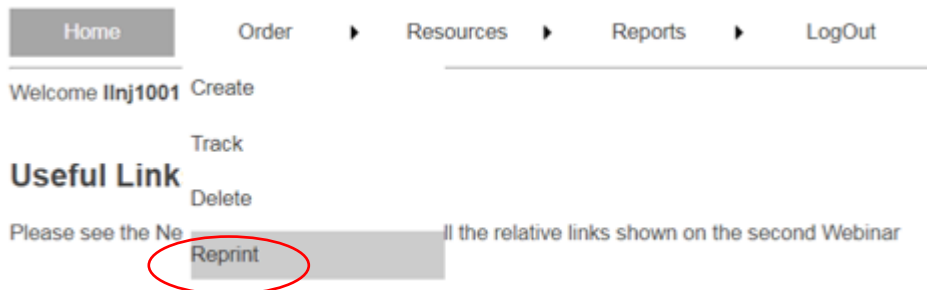 Home Order Resources Reports LogOut
Welcome llnj1001
Create
Track
Useful Link
Delete
Please see the Ne ll the relative links shown on the second Webinar
Reprint